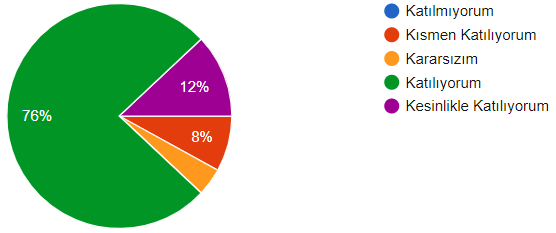 76%
12%
8%
Katılmıyorum
Kısmen Katılıyorum
Kararsızım
Katılıyorum
Kesinlikle Katılıyorum